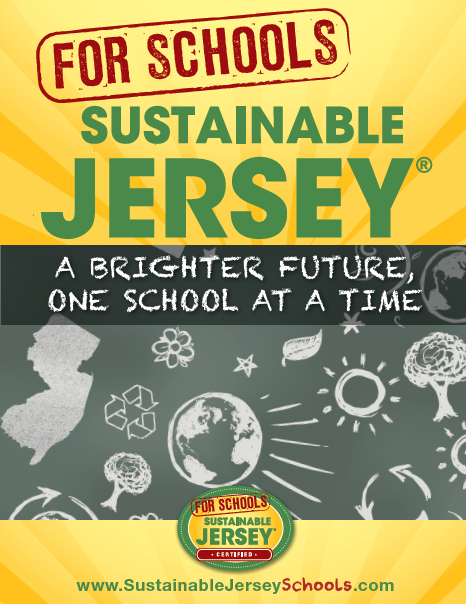 FOR SCHOOLS
SUSTAINABLE
JERSEY®
A BRIGHTER FUTURE,
ONE SCHOOL AT A TIME
FOR SCHOOLS
SUSTAINABLE
JERSEY®
• CERTIFIED •
www.SustainableJerseySchools.com